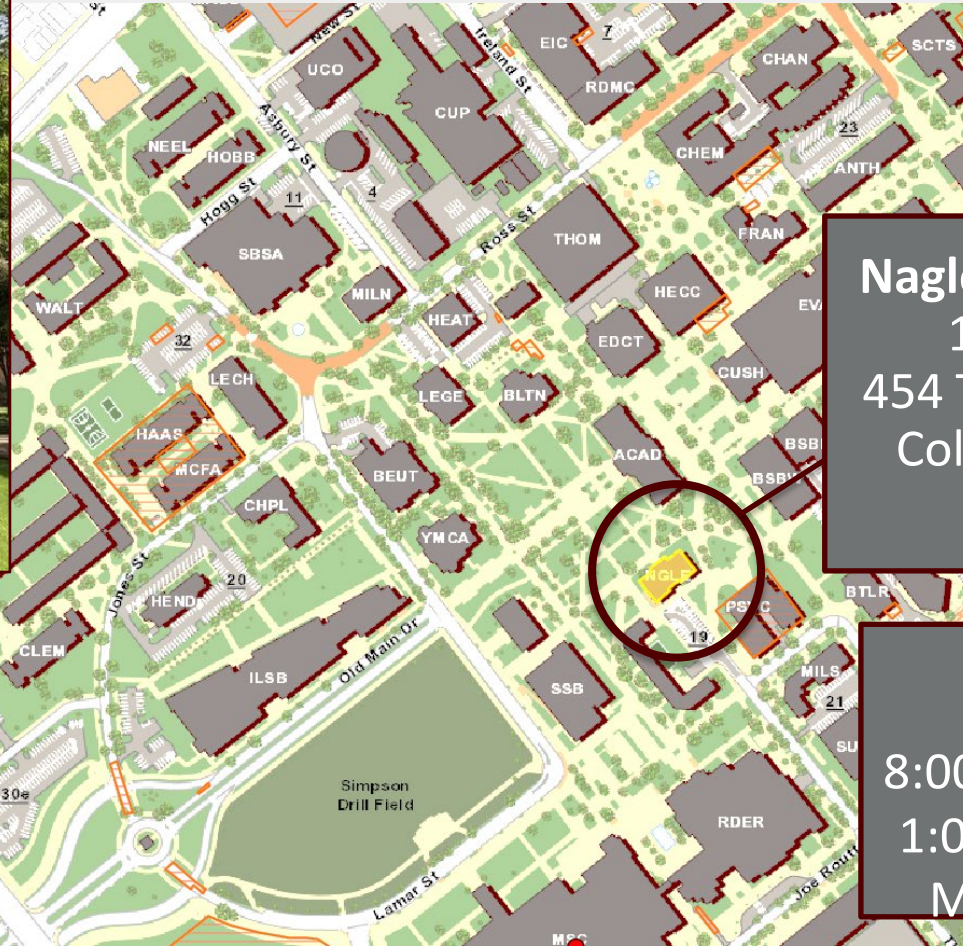 New St
Ireland St
EIC
7
SCTS
UCO
CHAN
RDMC
CUP
Asbury St
23
NEEL
HOBB
CHEM
ANTH
Hogg St
11
4
Ross St
FRAN
THOM
SBSA
Nagle
HECC
MILN
WALT
HEAT
1
32
EDCT
LECH
CUSH
454
LEGE
BLTN
HAAS
ACAD
Col
MCFA
BEUT
CHPL
YMCA
NGLE
20
Jones St
HEND
PSYC
BTLR
19
CLEM
Old Main Dr
ILSB
SSB
MILS
21
8:00
Simpson
Drill Field
30e
RDER
1:0
Lamar St
Joe Routt
M
MSC